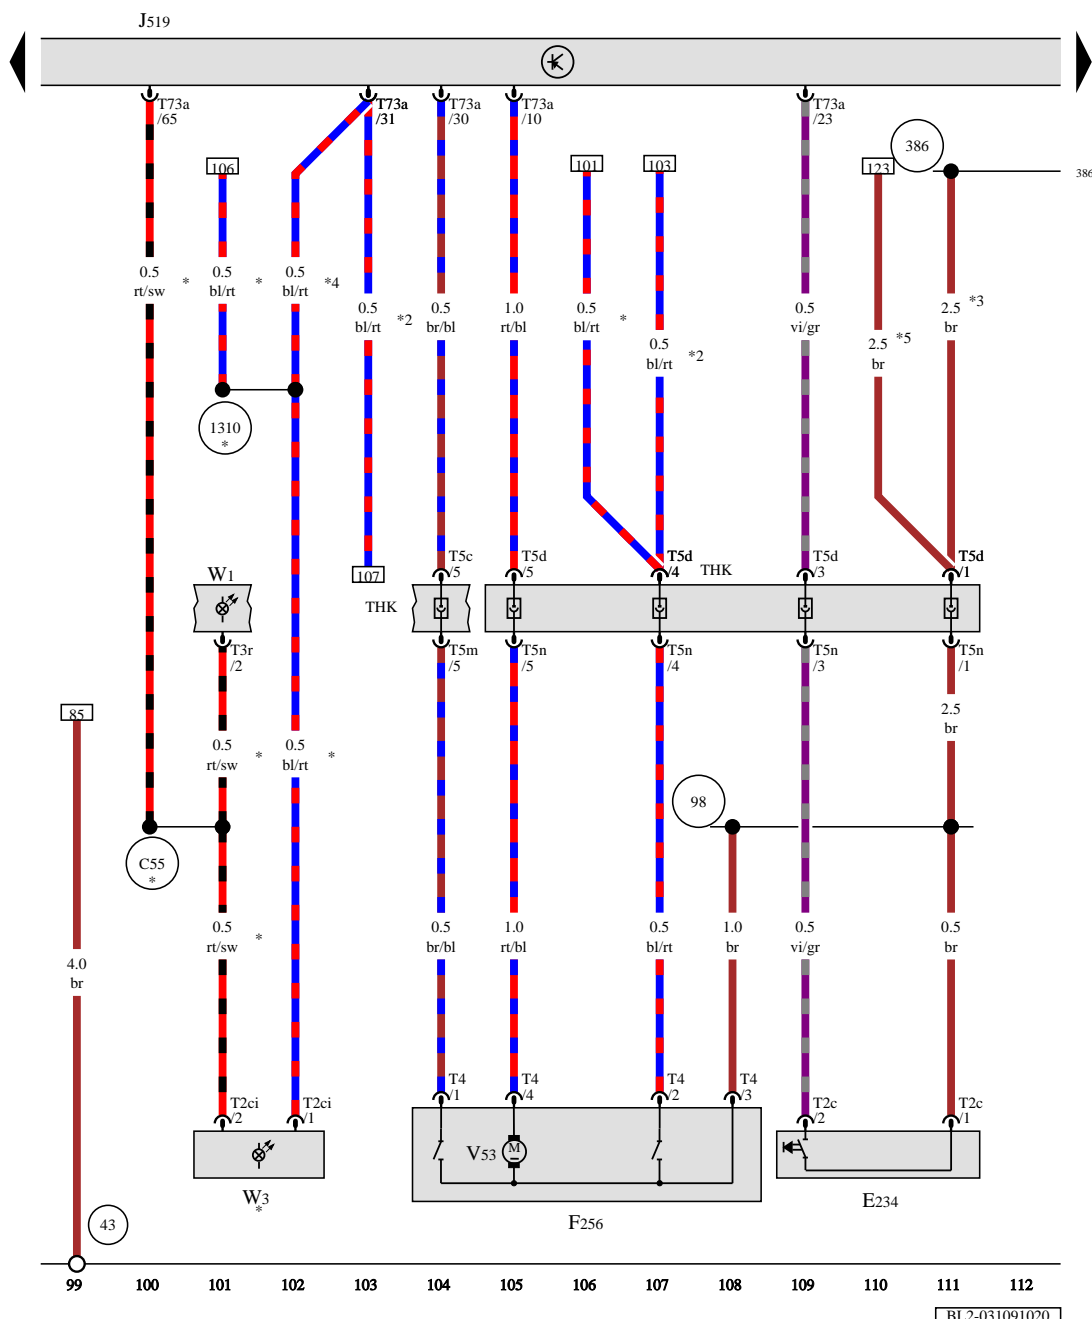 J519
T73a /65
T73a /31
T73a /30
T73a /10
T73a /23
386
386
106
101
103
123
0.5 rt/sw *
0.5 bl/rt *
0.5 bl/rt *4
0.5 bl/rt *2
0.5 br/bl
1.0 rt/bl
0.5 bl/rt *
0.5 bl/rt *2
0.5 vi/gr
2.5 br *5
2.5 br *3
1310 *
107
W1
THK
T5c /5
T5d /5
T5d /4
THK
T5d /3
T5d /1
T3r /2
T5m /5
T5n /5
T5n /4
T5n /3
T5n /1
85
0.5 rt/sw *
0.5 bl/rt *
2.5 br
98
C55 *
4.0 br
0.5 rt/sw *
0.5 br/bl
1.0 rt/bl
0.5 bl/rt
1.0 br
0.5 vi/gr
0.5 br
T2ci /2
T2ci /1
T4 /1
T4 /4
T4 /2
T4 /3
T2c /2
T2c /1
V53
M
W3 *
F256
E234
43
99 100 101 102 103 104 105 106 107 108 109 110 111 112
BL2-031091020